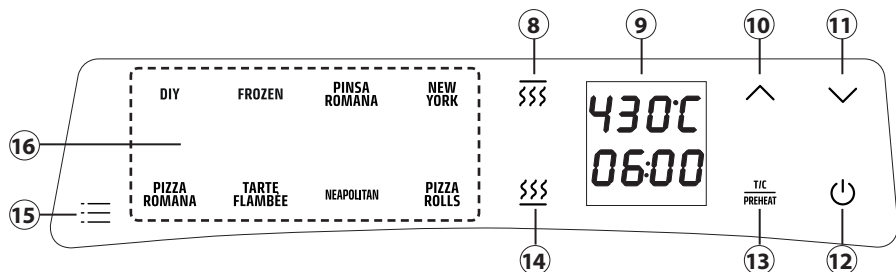 8
9
10
11
DIY
FROZEN
PINSA
ROMANA
NEW
YORK
430°C
06:00
16
PIZZA
ROMANA
TARTE
FLAMBÈE
NEAPOLITAN
PIZZA
ROLLS
T/C
PREHEAT
15
14
13
12